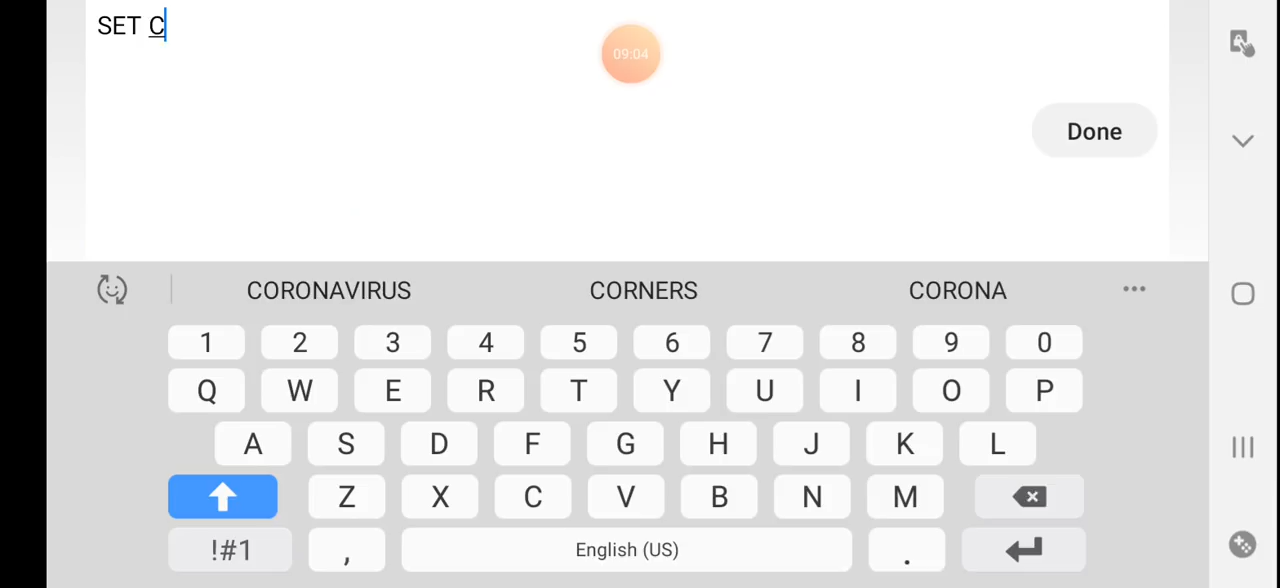 SET C
09:04
Done
CORONAVIRUS CORNERS CORONA
1 2 3 4 5 6 7 8 9 0
Q W E R T Y U I O P
A S D F G H J K L
Z X C V B N M
!#1 , English (US) .